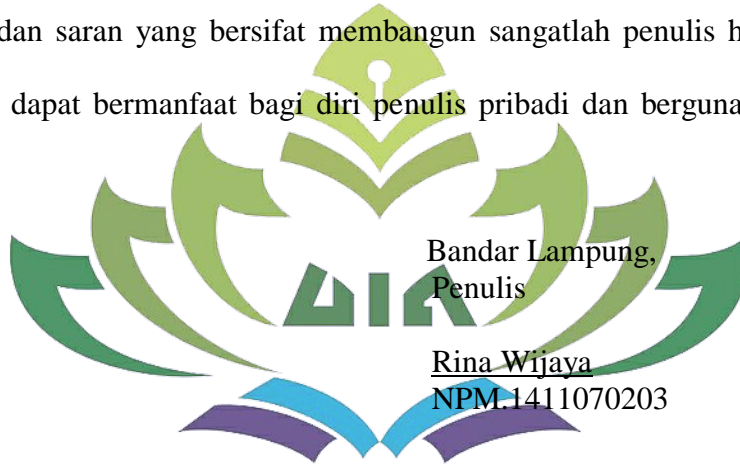 dan saran yang bersifat membangun sangatlah penulis
dapat bermanfaat bagi diri penulis pribadi dan
Bandar Lampung,
Penulis
UIN
Rina Wijaya
NPM.1411070203